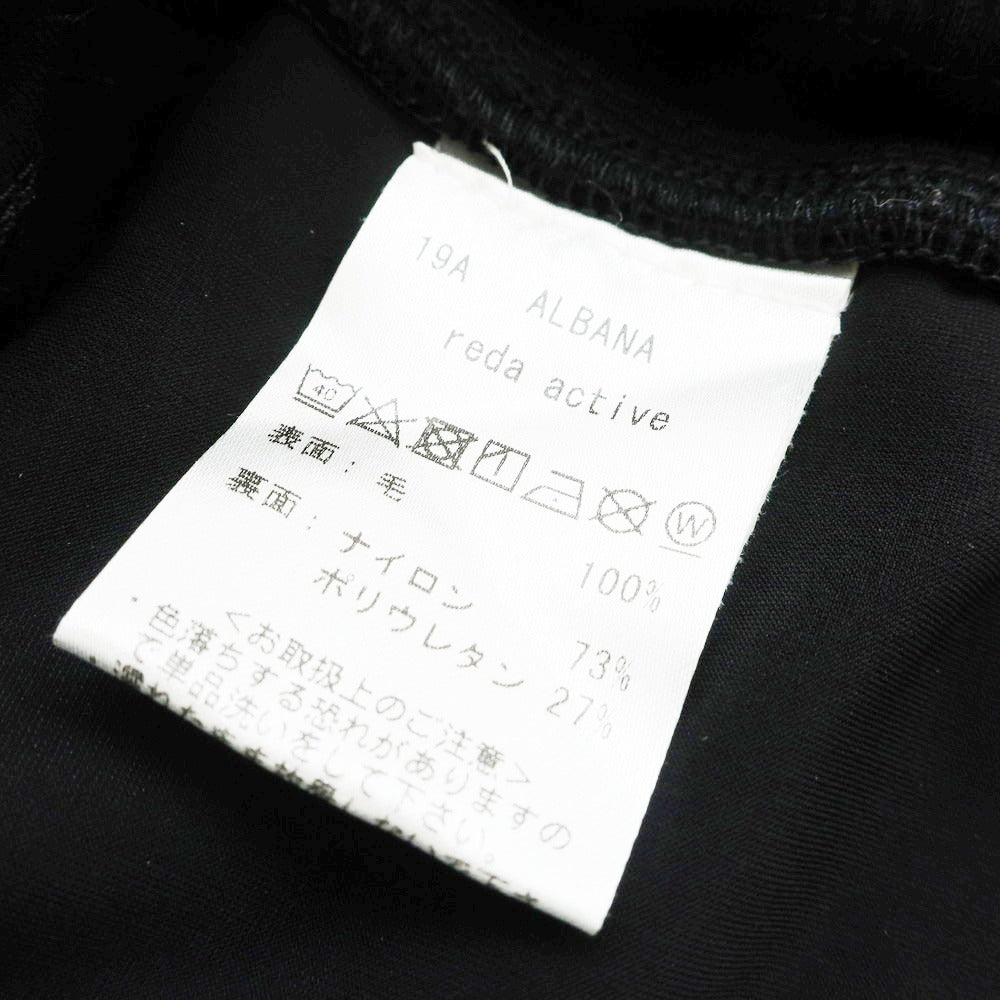 19A ALBANA
reda active
40 W
表面: 毛 100%
裏面: ナイロン 73%
ポリウレタン 27%
<お取扱上のご注意>
・色落ちする恐れがありますの
で単品洗いをして下さい。